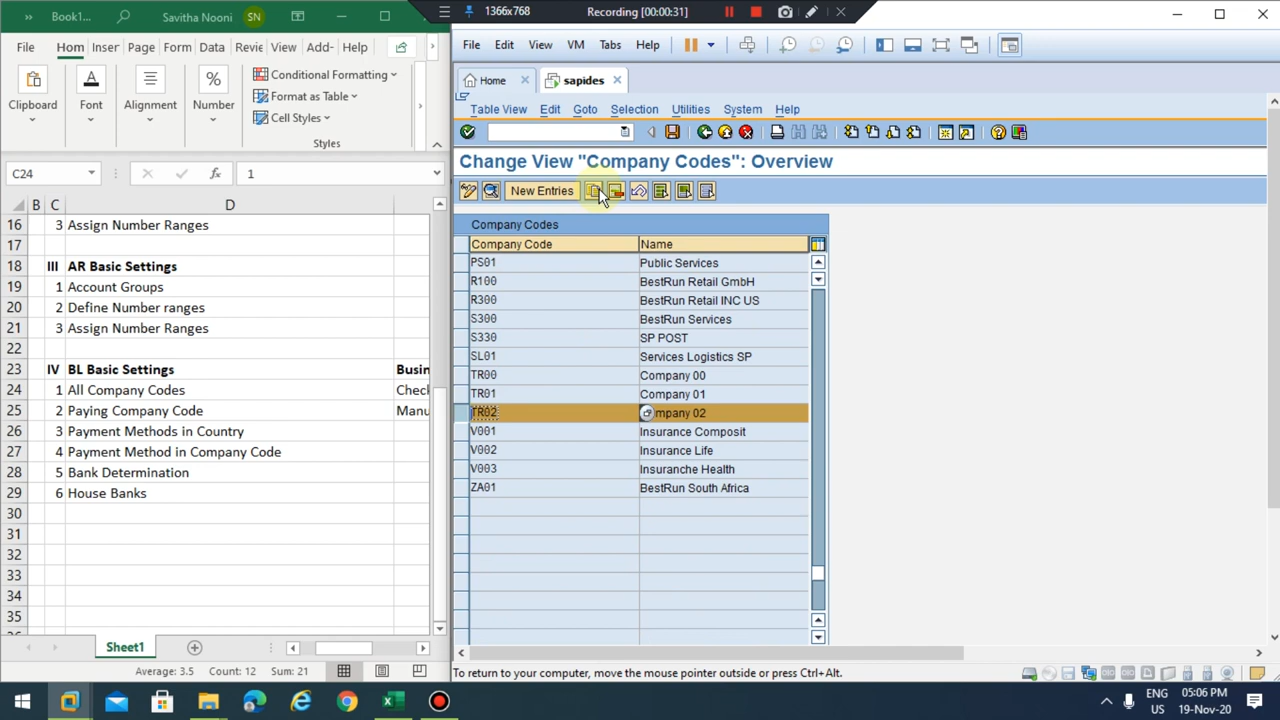 Book1...
Savitha Nooni
SN
1366x768
Recording [00:00:31]
File
Hom
Inser
Page
Form
Data
Revie
View
Add-
Help
Clipboard
Font
Alignment
Number
Conditional Formatting
Format as Table
Cell Styles
Styles
C24
1
B
C
D
16 3 Assign Number Ranges
17
18 III AR Basic Settings
19 1 Account Groups
20 2 Define Number ranges
21 3 Assign Number Ranges
22
23 IV BL Basic Settings Busin
24 1 All Company Codes Check
25 2 Paying Company Code Manu
26 3 Payment Methods in Country
27 4 Payment Method in Company Code
28 5 Bank Determination
29 6 House Banks
30
31
32
33
34
35
Sheet1
Average: 3.5 Count: 12 Sum: 21
File Edit View VM Tabs Help
Home
sapides
Table View Edit Goto Selection Utilities System Help
Change View "Company Codes": Overview
New Entries
Company Codes
Company Code Name
PS01 Public Services
R100 BestRun Retail GmbH
R300 BestRun Retail INC US
S300 BestRun Services
S330 SP POST
SL01 Services Logistics SP
TR00 Company 00
TR01 Company 01
TR02 mpany 02
V001 Insurance Composit
V002 Insurance Life
V003 Insuranche Health
ZA01 BestRun South Africa
To return to your computer, move the mouse pointer outside or press Ctrl+Alt.
ENG
US
05:06 PM
19-Nov-20